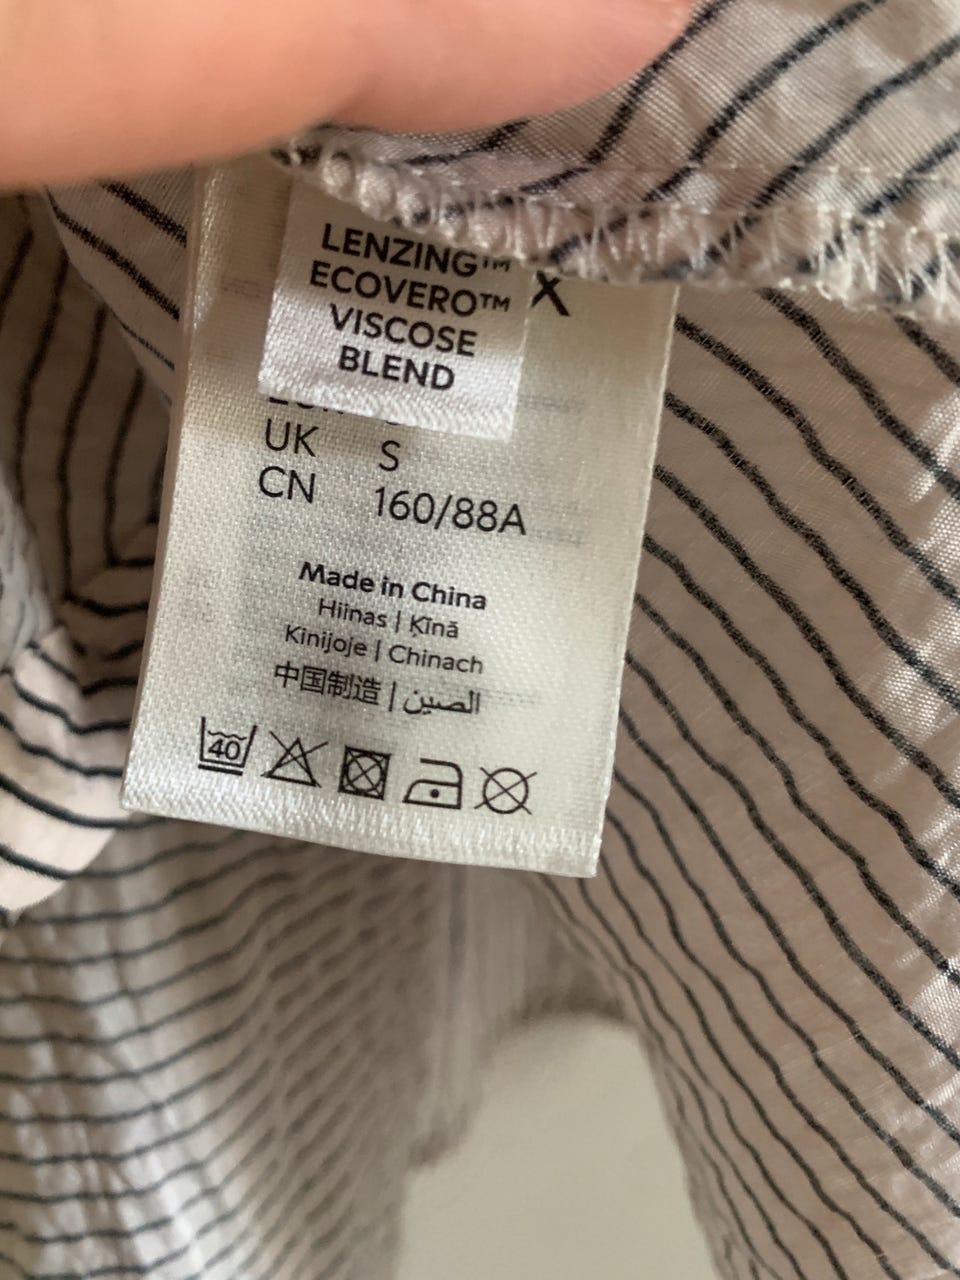 LENZING™
ECOVERO™
VISCOSE
BLEND
X
UK S
CN 160/88A
Made in China
Hiinas | Ķīnā
Kinijoje | Chinach
中国制造 | الصين
40